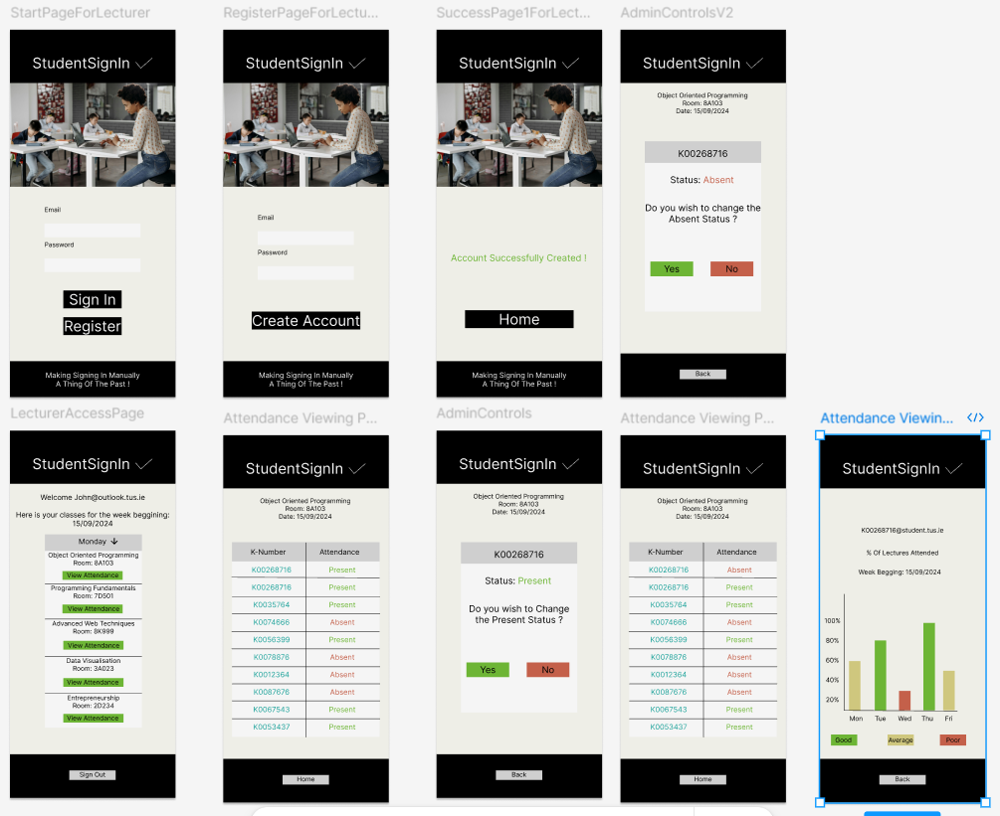 StartPageForLecturer
StudentSignIn
Email
Password
Sign In
Register
Making Signing In Manually
A Thing Of The Past !
RegisterPageForLectu...
StudentSignIn
Email
Password
Create Account
Making Signing In Manually
A Thing Of The Past !
SuccessPage1ForLect...
StudentSignIn
Account Successfully Created !
Home
Making Signing In Manually
A Thing Of The Past !
AdminControlsV2
StudentSignIn
Object Oriented Programming
Room: 8A103
Date: 15/09/2024
K00268716
Status: Absent
Do you wish to change the
Absent Status ?
Yes No
Back
LecturerAccessPage
StudentSignIn
Welcome John@outlook.tus.ie
Here is your classes for the week beggining:
15/09/2024
Monday
Object Oriented Programming
Room: 8A103
View Attendance
Programming Fundamentals
Room: 7D501
View Attendance
Advanced Web Techniques
Room: 8K999
View Attendance
Data Visualisation
Room: 3A023
View Attendance
Entrepreneurship
Room: 2D234
View Attendance
Sign Out
Attendance Viewing P...
StudentSignIn
Object Oriented Programming
Room: 8A103
Date: 15/09/2024
K-Number Attendance
K00268716 Present
K00268716 Present
K0035764 Present
K0074666 Absent
K0056399 Present
K0078876 Absent
K0012364 Absent
K0087676 Absent
K0067543 Present
K0053437 Present
Home
AdminControls
StudentSignIn
Object Oriented Programming
Room: 8A103
Date: 15/09/2024
K00268716
Status: Present
Do you wish to Change
the Present Status ?
Yes No
Back
Attendance Viewing P...
StudentSignIn
Object Oriented Programming
Room: 8A103
Date: 15/09/2024
K-Number Attendance
K00268716 Absent
K00268716 Present
K0035764 Present
K0074666 Absent
K0056399 Present
K0078876 Absent
K0012364 Absent
K0087676 Absent
K0067543 Present
K0053437 Present
Home
Attendance Viewin... </>
StudentSignIn
K00268716@student.tus.ie
% Of Lectures Attended
Week Begging: 15/09/2024
100%
80%
60%
40%
20%
Mon Tue Wed Thu Fri
Good Average Poor
Back